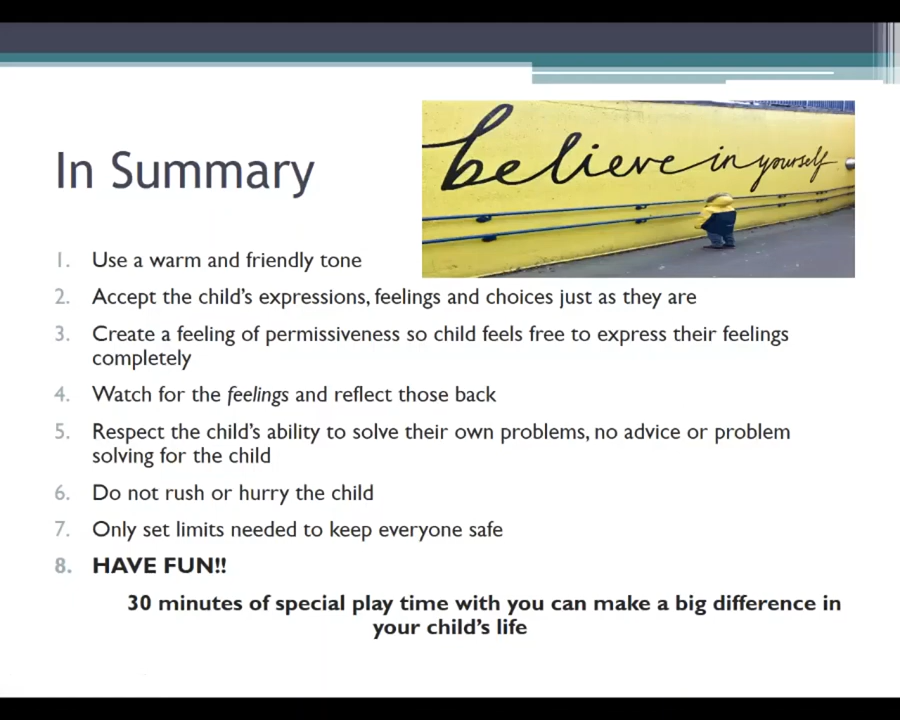 believe in yourself
In Summary
1. Use a warm and friendly tone
2. Accept the child's expressions, feelings and choices just as they are
3. Create a feeling of permissiveness so child feels free to express their feelings
completely
4. Watch for the feelings and reflect those back
5. Respect the child's ability to solve their own problems, no advice or problem
solving for the child
6. Do not rush or hurry the child
7. Only set limits needed to keep everyone safe
8. HAVE FUN!!
30 minutes of special play time with you can make a big difference in
your child's life